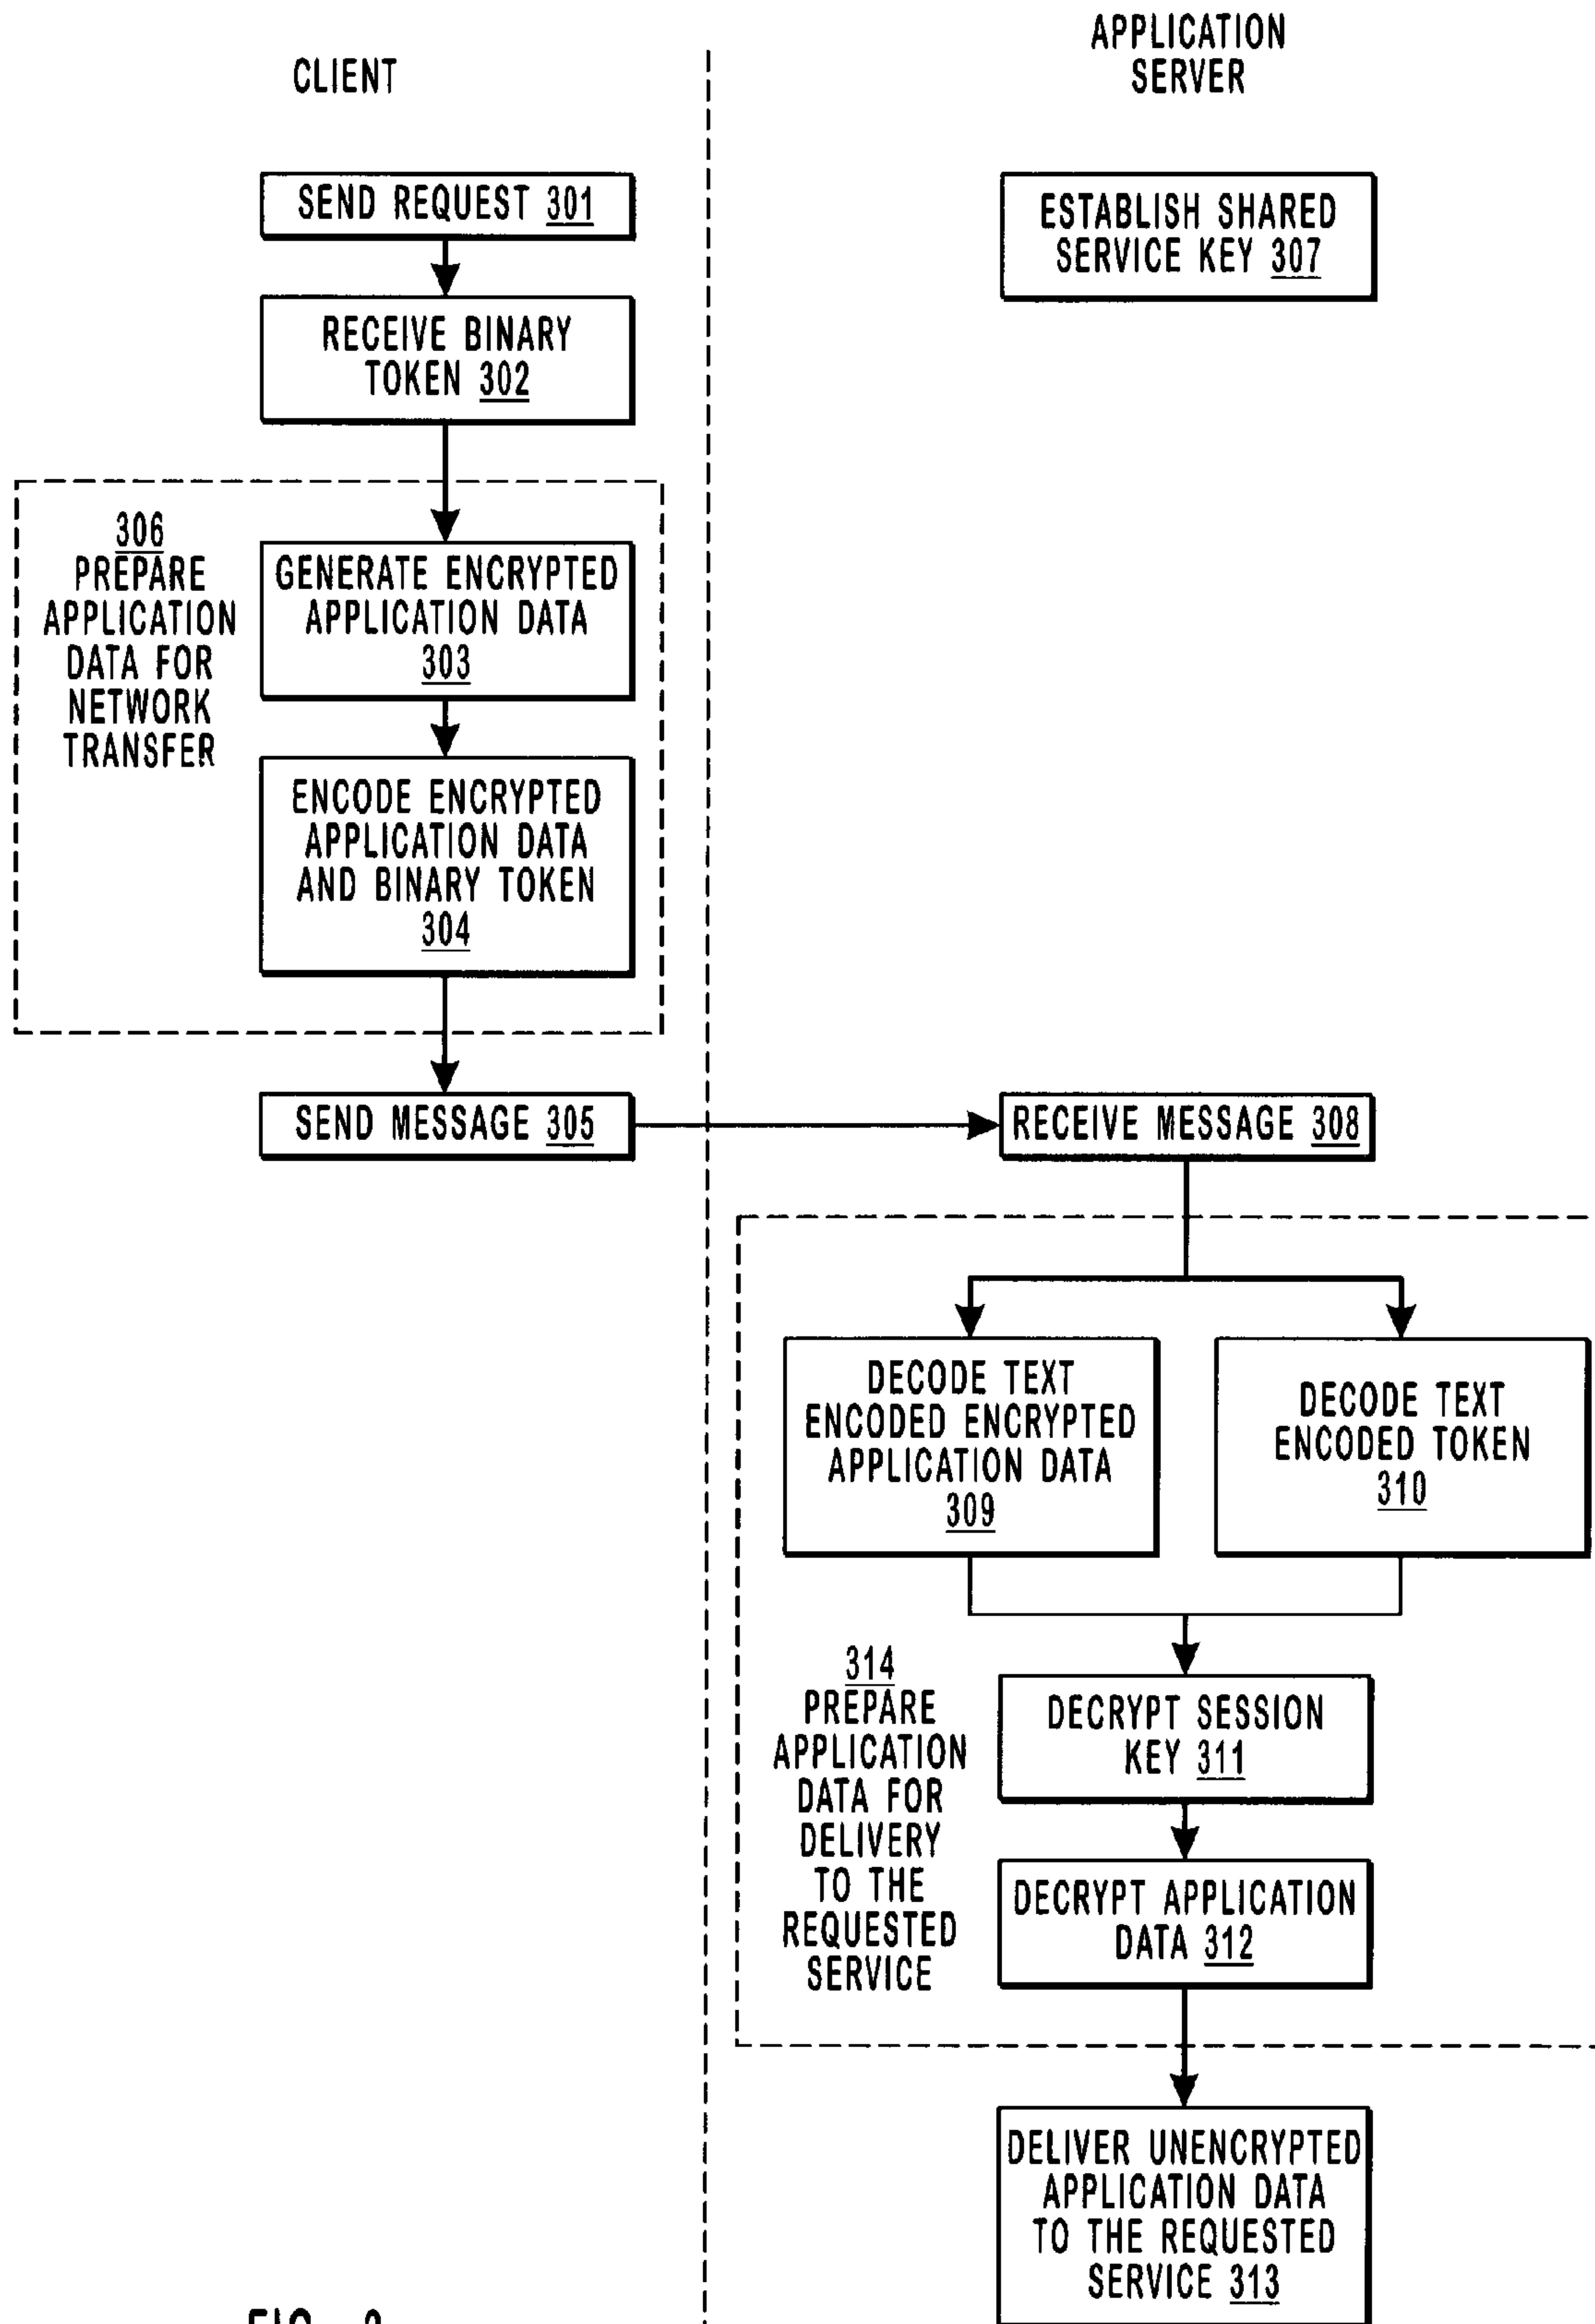 CLIENT
APPLICATION
SERVER
SEND REQUEST 301
RECEIVE BINARY
TOKEN 302
306
PREPARE
APPLICATION
DATA FOR
NETWORK
TRANSFER
GENERATE ENCRYPTED
APPLICATION DATA
303
ENCODE ENCRYPTED
APPLICATION DATA
AND BINARY TOKEN
304
SEND MESSAGE 305
ESTABLISH SHARED
SERVICE KEY 307
RECEIVE MESSAGE 308
DECODE TEXT
ENCODED ENCRYPTED
APPLICATION DATA
309
DECODE TEXT
ENCODED TOKEN
310
314
PREPARE
APPLICATION
DATA FOR
DELIVERY
TO THE
REQUESTED
SERVICE
DECRYPT SESSION
KEY 311
DECRYPT APPLICATION
DATA 312
DELIVER UNENCRYPTED
APPLICATION DATA
TO THE REQUESTED
SERVICE 313